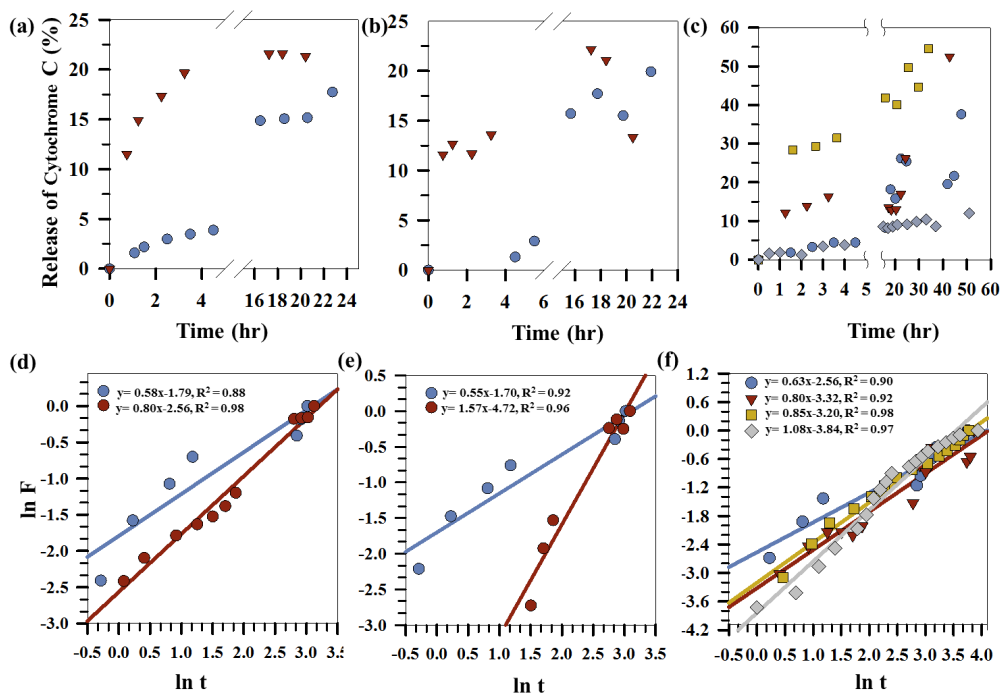 (a)
Release of Cytochrome C (%)
25
20
15
10
5
0
0 2 4 16 18 20 22 24
Time (hr)
(b)
25
20
15
10
5
0
0 2 4 6 16 18 20 22 24
Time (hr)
(c)
60
50
40
30
20
10
0
0 1 2 3 4 5 20 30 40 50 60
Time (hr)
(d)
ln F
y= 0.58x-1.79, R² = 0.88
y= 0.80x-2.56, R² = 0.98
0.0
-0.5
-1.0
-1.5
-2.0
-2.5
-3.0
-0.5 0.0 0.5 1.0 1.5 2.0 2.5 3.0 3.5
ln t
(e)
y= 0.55x-1.70, R² = 0.92
y= 1.57x-4.72, R² = 0.96
0.5
0.0
-0.5
-1.0
-1.5
-2.0
-2.5
-3.0
-0.5 0.0 0.5 1.0 1.5 2.0 2.5 3.0 3.5
ln t
(f)
y= 0.63x-2.56, R² = 0.90
y= 0.80x-3.32, R² = 0.92
y= 0.85x-3.20, R² = 0.98
y= 1.08x-3.84, R² = 0.97
1.2
0.6
0.0
-0.6
-1.2
-1.8
-2.4
-3.0
-3.6
-4.2
-0.5 0.0 0.5 1.0 1.5 2.0 2.5 3.0 3.5 4.0 4.5
ln t